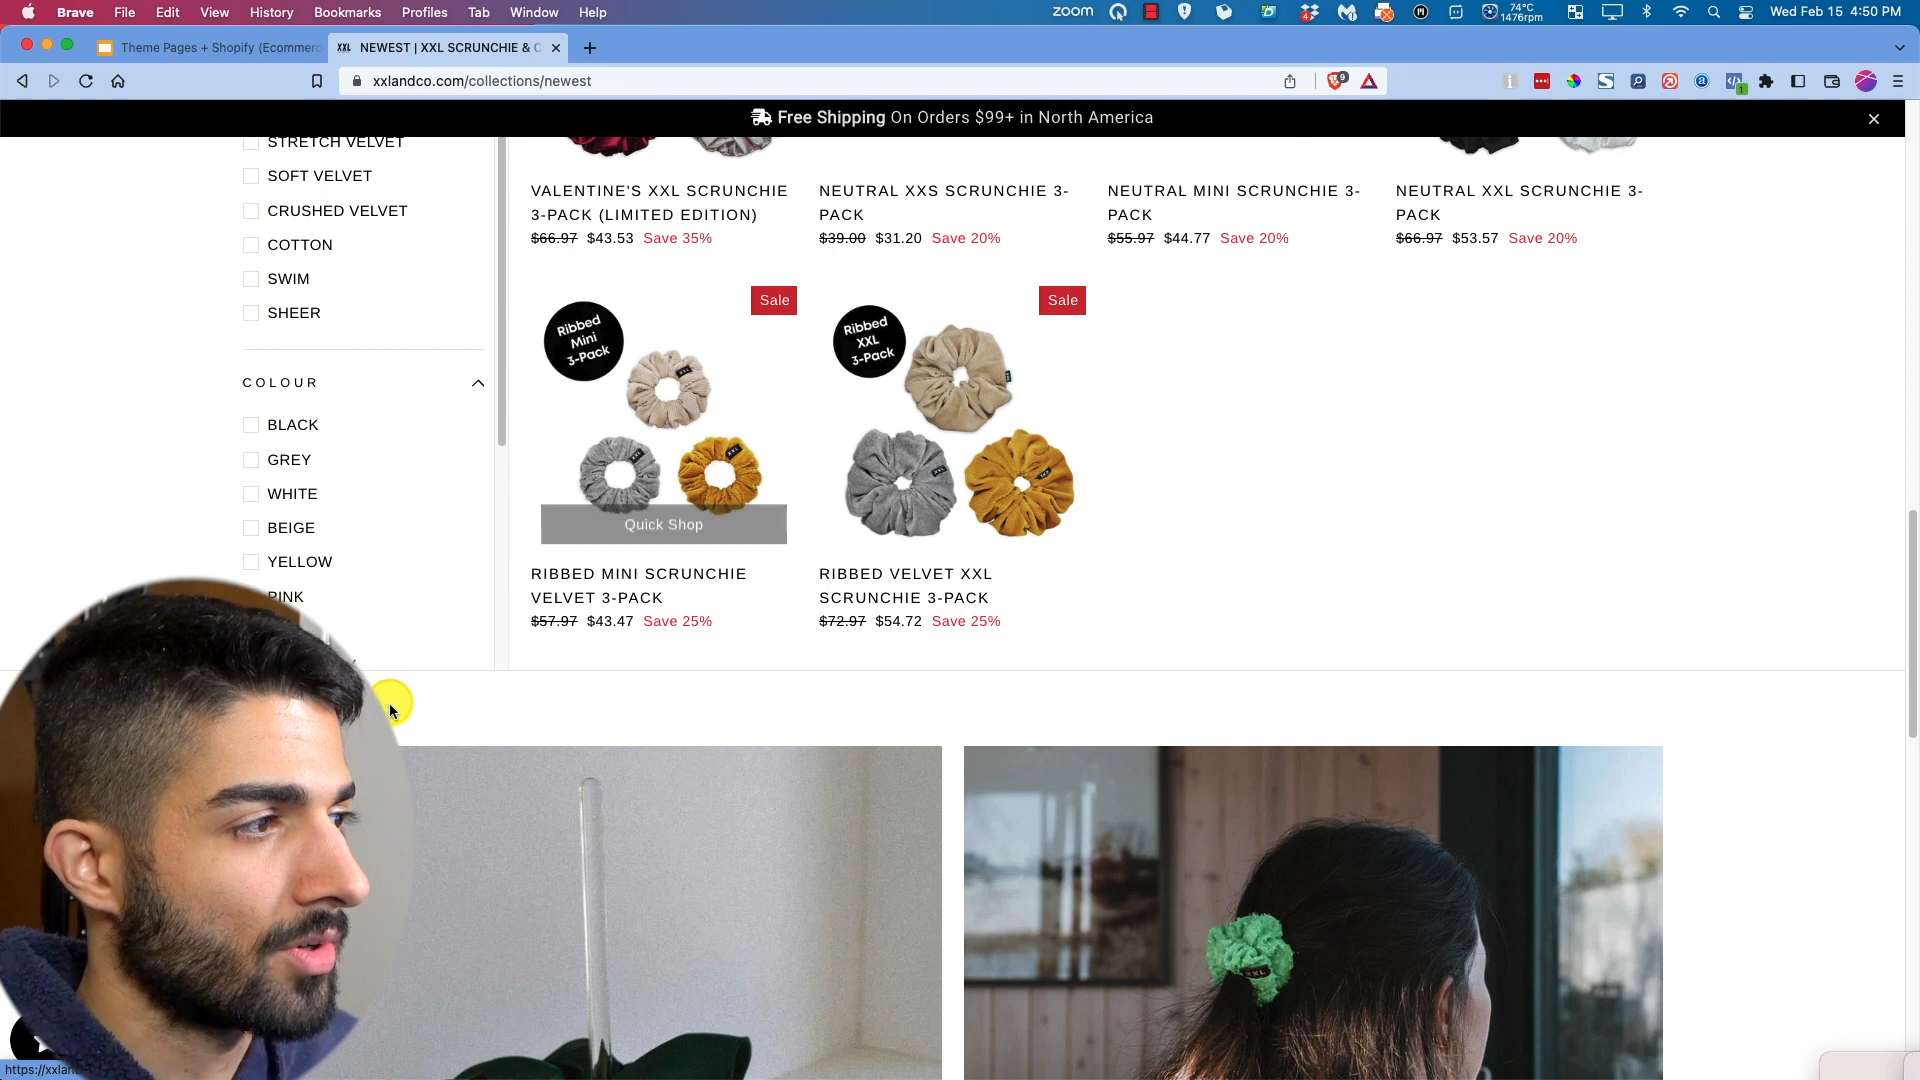 Brave File Edit View History Bookmarks Profiles Tab Window Help
zoom 74°C 1476rpm Wed Feb 15 4:50 PM
Theme Pages + Shopify (Ecommerc
XXL NEWEST | XXL SCRUNCHIE & C
xxlandco.com/collections/newest
Free Shipping On Orders $99+ in North America
STRETCH VELVET
SOFT VELVET
CRUSHED VELVET
COTTON
SWIM
SHEER
COLOUR
BLACK
GREY
WHITE
BEIGE
YELLOW
PINK
VALENTINE'S XXL SCRUNCHIE
3-PACK (LIMITED EDITION)
$66.97 $43.53 Save 35%
NEUTRAL XXS SCRUNCHIE 3-
PACK
$39.00 $31.20 Save 20%
NEUTRAL MINI SCRUNCHIE 3-
PACK
$55.97 $44.77 Save 20%
NEUTRAL XXL SCRUNCHIE 3-
PACK
$66.97 $53.57 Save 20%
Sale
Ribbed
Mini
3-Pack
Quick Shop
RIBBED MINI SCRUNCHIE
VELVET 3-PACK
$57.97 $43.47 Save 25%
Sale
Ribbed
XXL
3-Pack
RIBBED VELVET XXL
SCRUNCHIE 3-PACK
$72.97 $54.72 Save 25%
XXL
https://xxlan